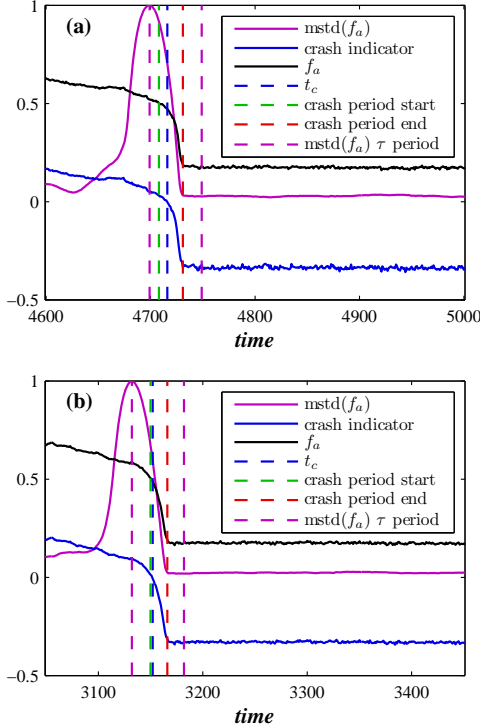 (a)
1
0.5
0
−0.5
mstd(fₐ)
crash indicator
fₐ
t_c
crash period start
crash period end
mstd(fₐ) τ period
4600 4700 4800 4900 5000
time
(b)
1
0.5
0
−0.5
mstd(fₐ)
crash indicator
fₐ
t_c
crash period start
crash period end
mstd(fₐ) τ period
3100 3200 3300 3400
time